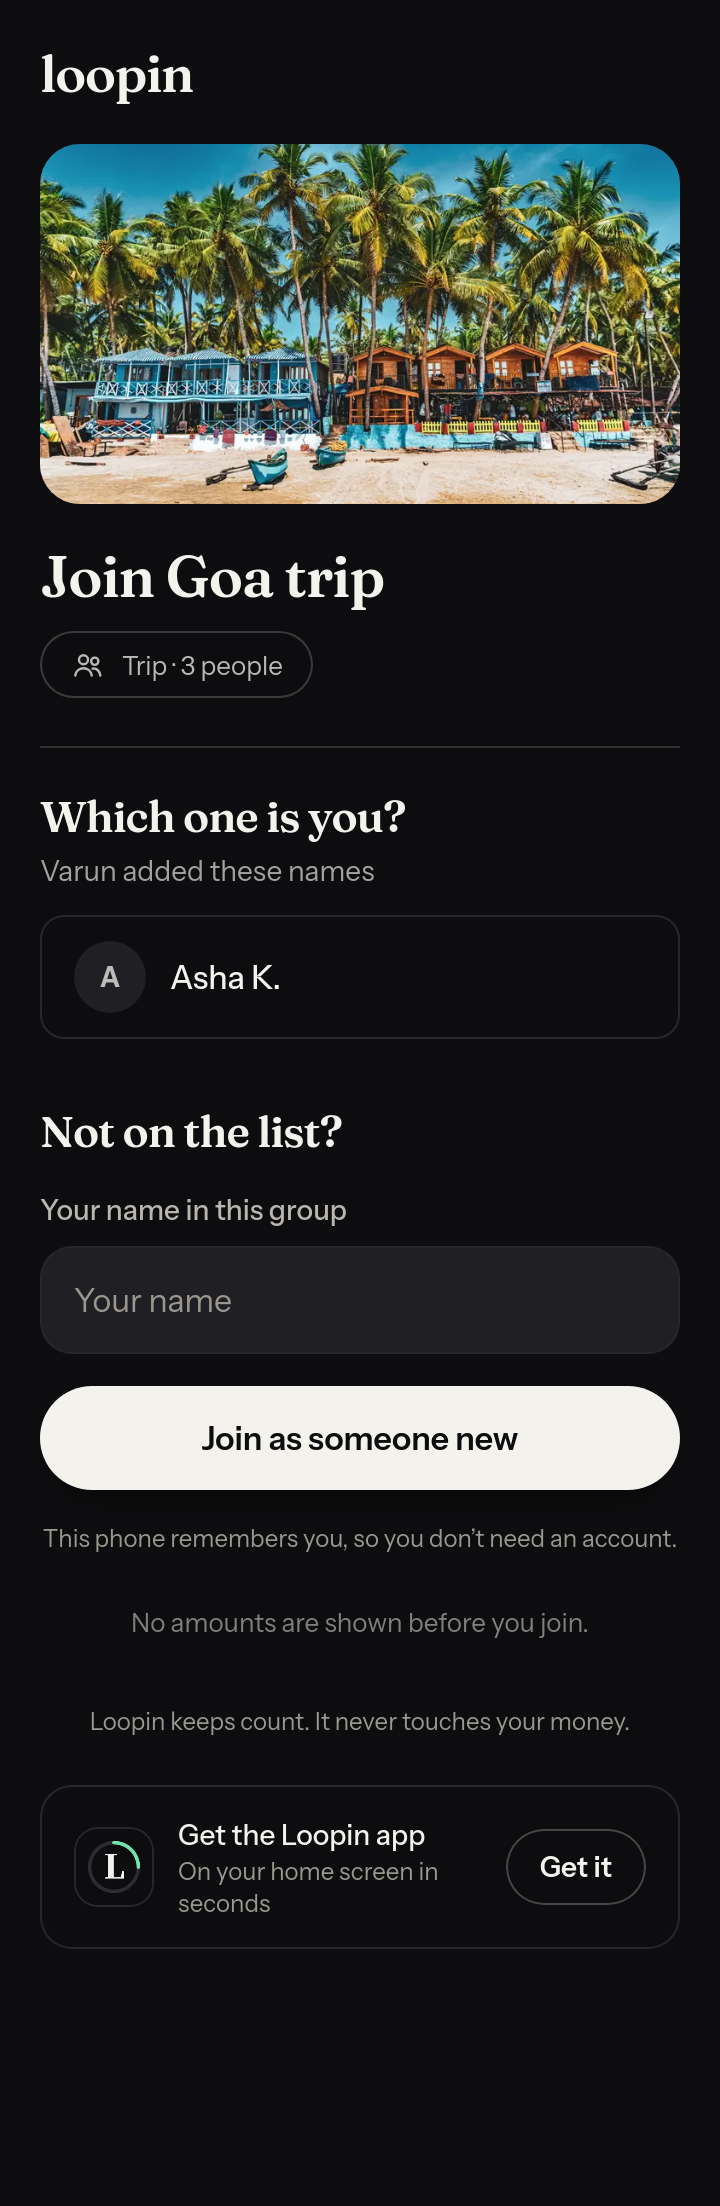 loopin
Join Goa trip
Trip · 3 people
Which one is you?
Varun added these names
A
Asha K.
Not on the list?
Your name in this group
Your name
Join as someone new
This phone remembers you, so you don’t need an account.
No amounts are shown before you join.
Loopin keeps count. It never touches your money.
L
Get the Loopin app
On your home screen in
seconds
Get it